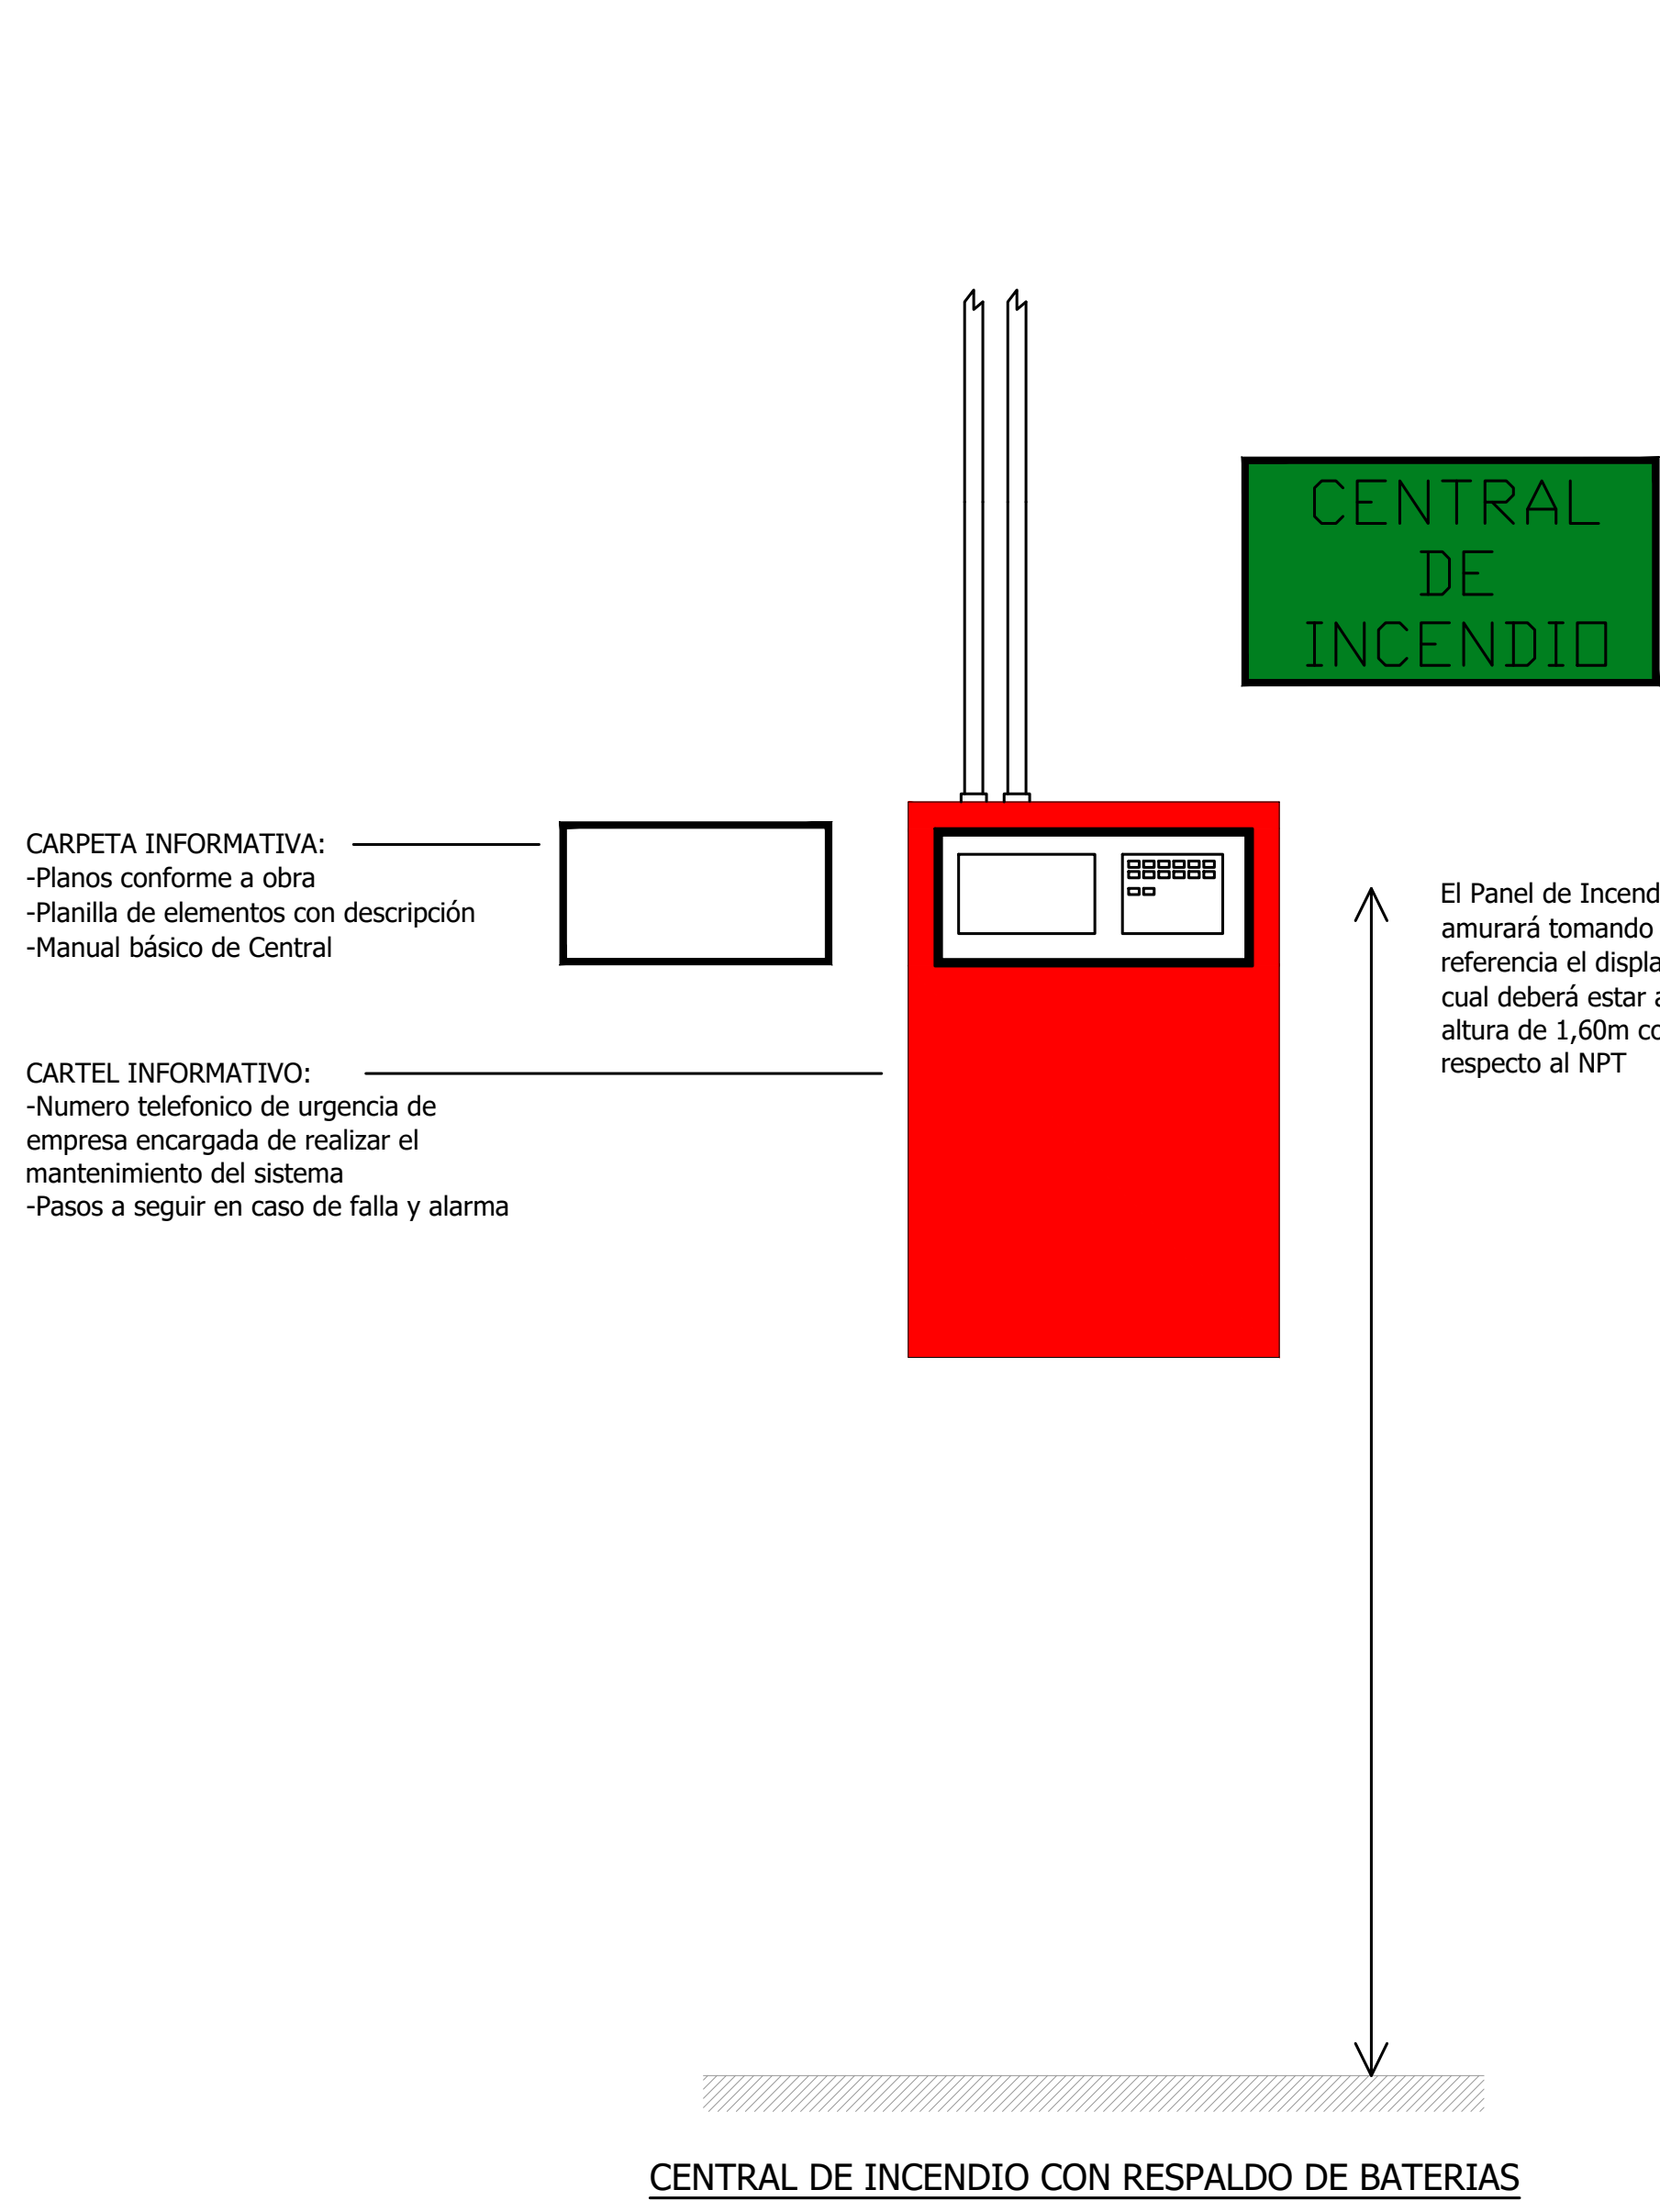 CENTRAL
DE
INCENDIO
CARPETA INFORMATIVA:
-Planos conforme a obra
-Planilla de elementos con descripción
-Manual básico de Central
CARTEL INFORMATIVO:
-Numero telefonico de urgencia de
empresa encargada de realizar el
mantenimiento del sistema
-Pasos a seguir en caso de falla y alarma
El Panel de
amurará tomando
referencia el
cual deberá estar
altura de 1,60m
respecto al NPT
CENTRAL DE INCENDIO CON RESPALDO DE BATERIAS